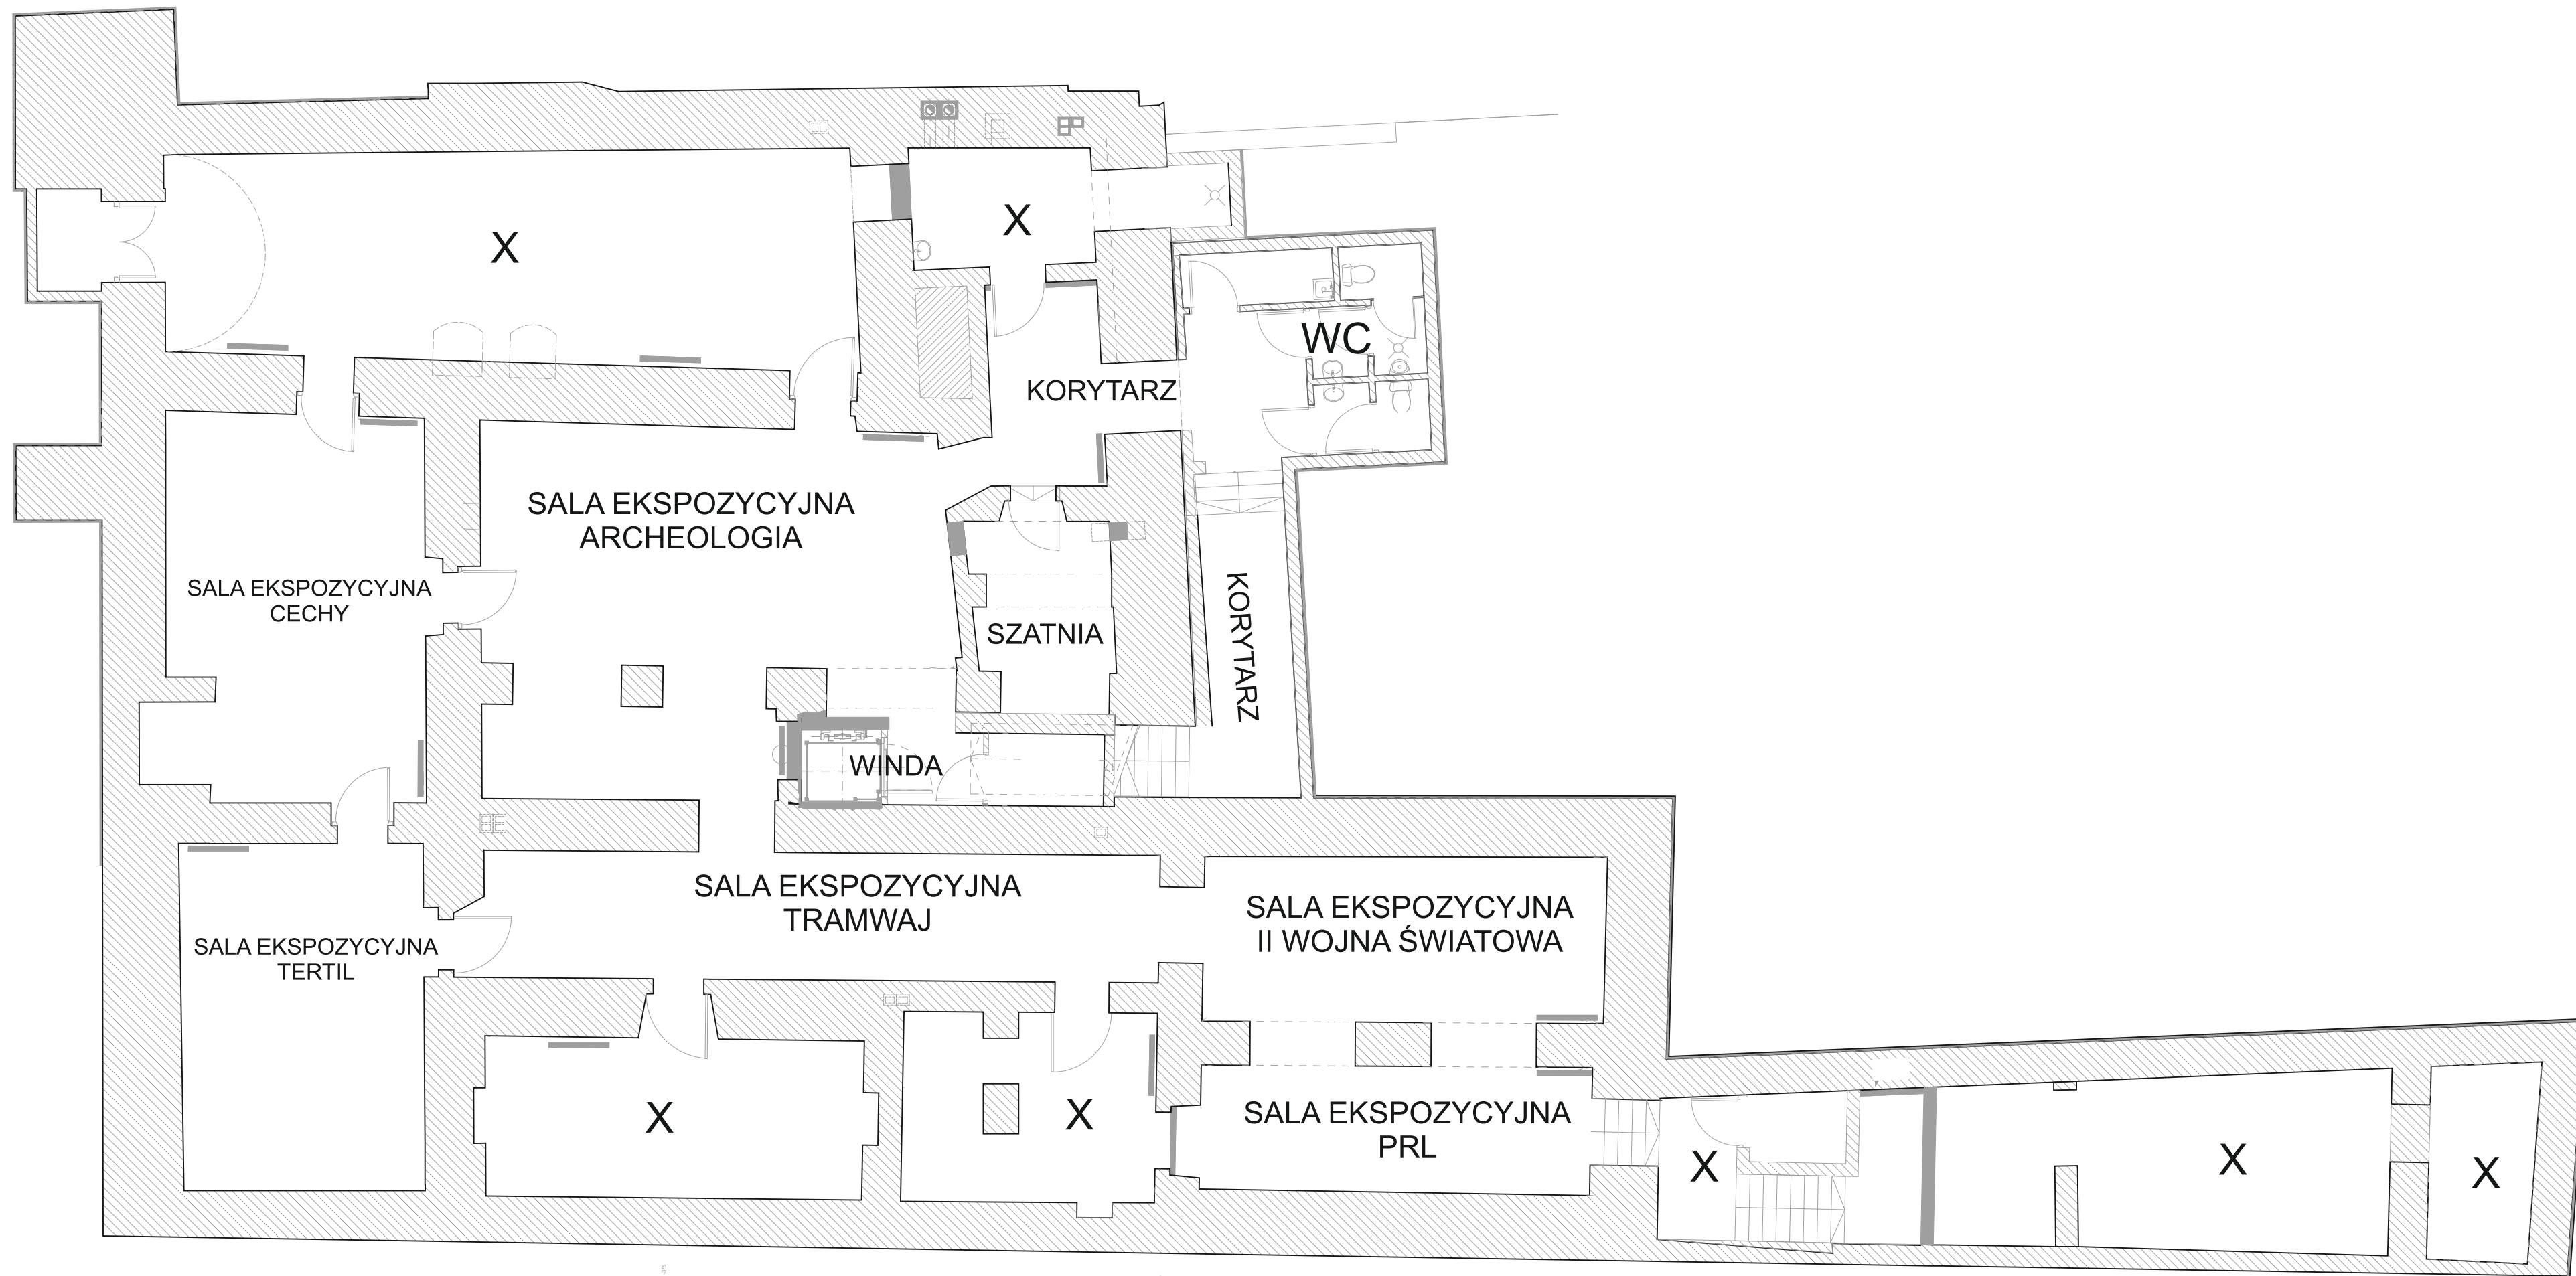 X
X
WC
KORYTARZ
SALA EKSPOZYCYJNA
ARCHEOLOGIA
SALA EKSPOZYCYJNA
CECHY
SZATNIA
KORYTARZ
WINDA
SALA EKSPOZYCYJNA
TRAMWAJ
SALA EKSPOZYCYJNA
II WOJNA ŚWIATOWA
SALA EKSPOZYCYJNA
TERTIL
X
X
SALA EKSPOZYCYJNA
PRL
X
X
X